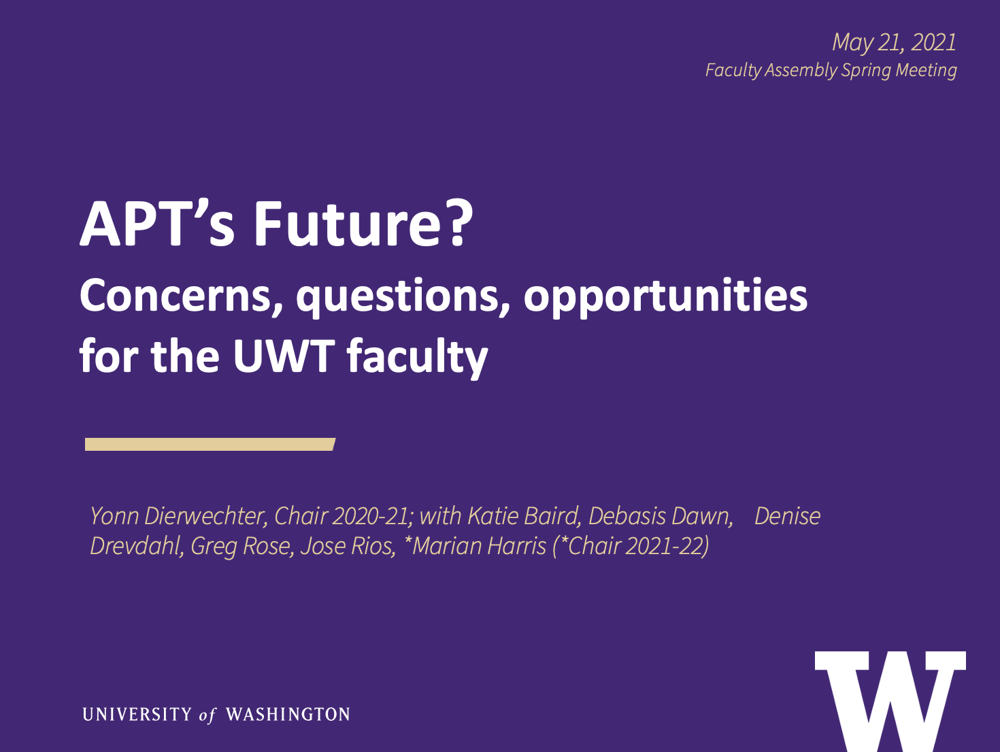 May 21, 2021
Faculty Assembly Spring Meeting
APT’s Future?
Concerns, questions, opportunities
for the UWT faculty
Yonn Dierwechter, Chair 2020-21; with Katie Baird, Debasis Dawn, Denise
Drevdahl, Greg Rose, Jose Rios, *Marian Harris (*Chair 2021-22)
UNIVERSITY of WASHINGTON
W